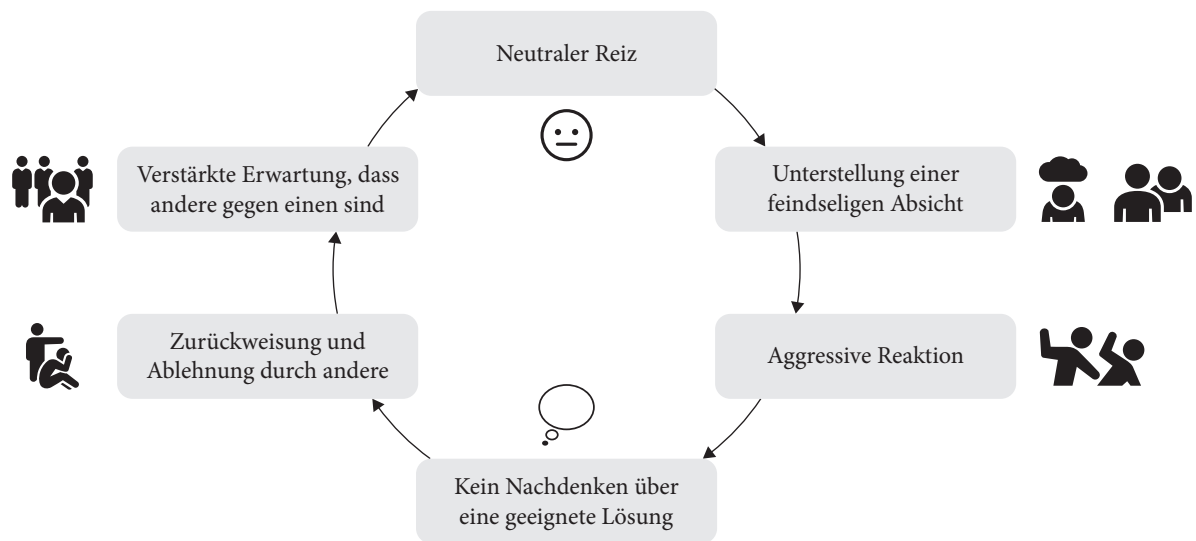 Neutraler Reiz
Unterstellung einer
feindseligen Absicht
Aggressive Reaktion
Kein Nachdenken über
eine geeignete Lösung
Zurückweisung und
Ablehnung durch andere
Verstärkte Erwartung, dass
andere gegen einen sind